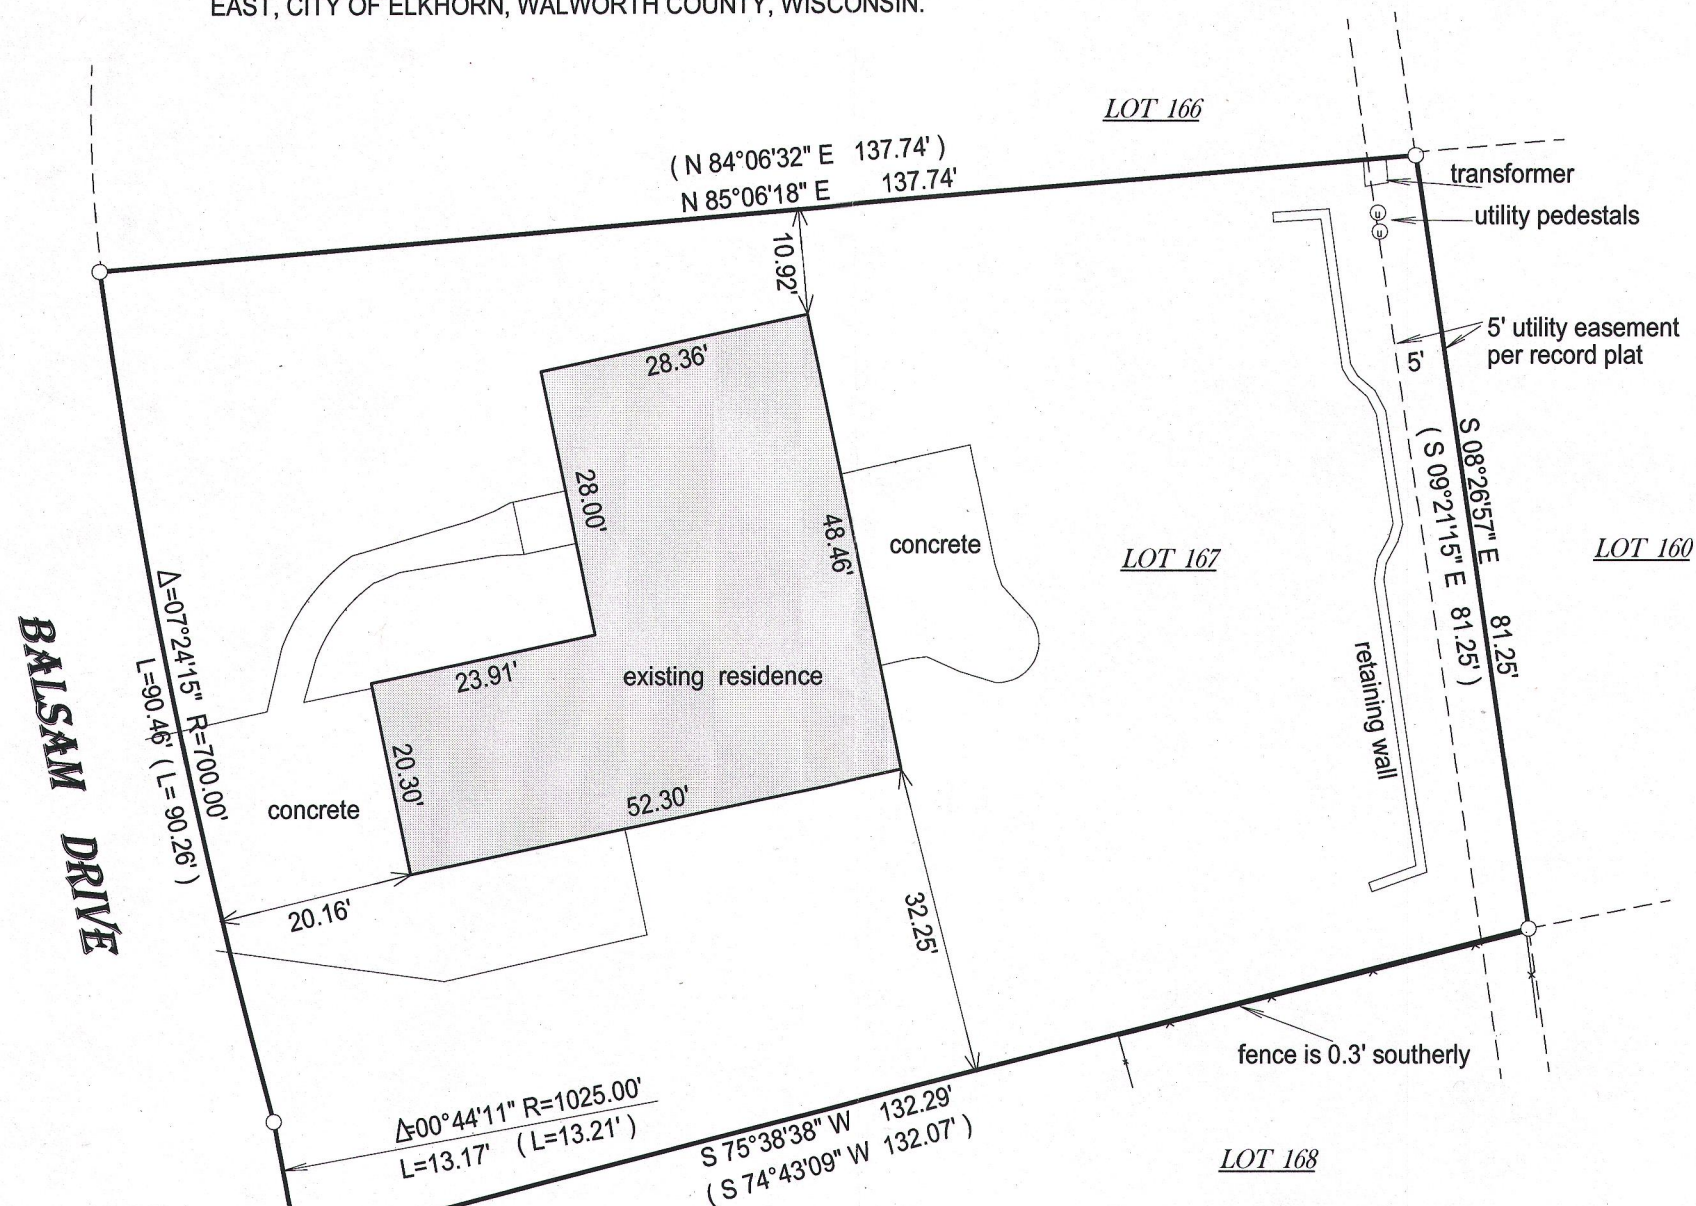 EAST, CITY OF ELKHORN, WALWORTH COUNTY, WISCONSIN.
LOT 166
( N 84°06'32" E 137.74' )
N 85°06'18" E 137.74'
transformer
utility pedestals
u
u
10.92'
5' utility easement
per record plat
5'
28.36'
28.00'
48.46'
concrete
LOT 167
S 08°26'57" E 81.25'
( S 09°21'15" E 81.25' )
LOT 160
BALSAM DRIVE
Δ=07°24'15" R=700.00'
L=90.46' ( L= 90.26' )
23.91'
existing residence
retaining wall
20.30'
52.30'
concrete
20.16'
32.25'
fence is 0.3' southerly
Δ=00°44'11" R=1025.00'
L=13.17' ( L=13.21' )
S 75°38'38" W 132.29'
( S 74°43'09" W 132.07' )
LOT 168